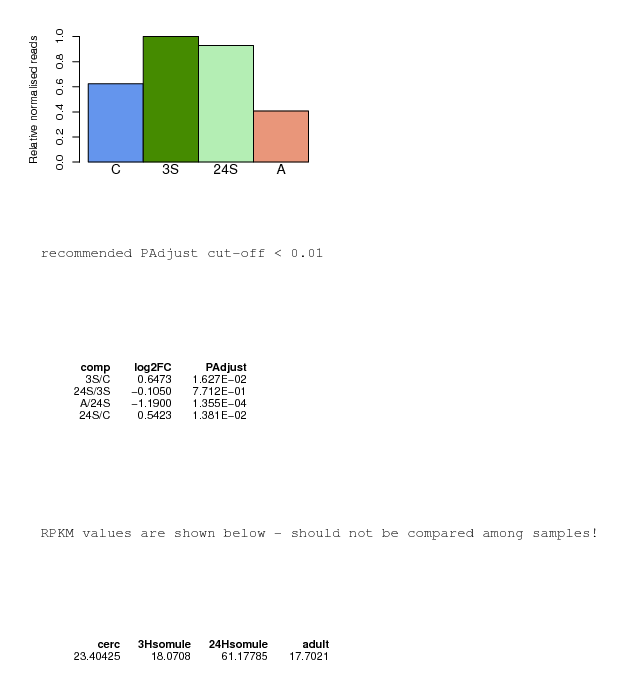 Relative normalised reads
1.0
0.8
0.6
0.4
0.2
0.0
C 3S 24S A
recommended PAdjust cut-off < 0.01
comp log2FC PAdjust
3S/C 0.6473 1.627E−02
24S/3S −0.1050 7.712E−01
A/24S −1.1900 1.355E−04
24S/C 0.5423 1.381E−02
RPKM values are shown below - should not be compared among samples!
cerc 3Hsomule 24Hsomule adult
23.40425 18.0708 61.17785 17.7021